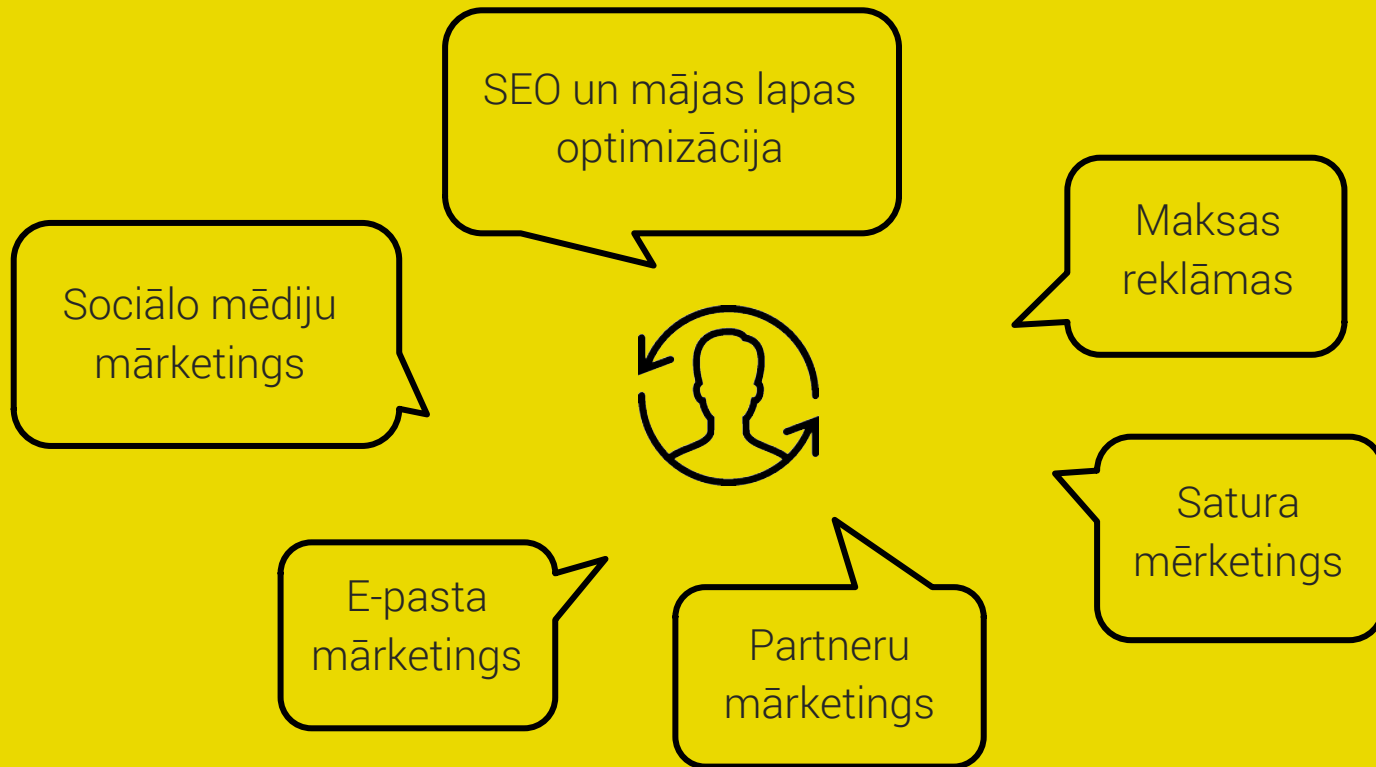 SEO un mājas lapas
optimizācija
Maksas
reklāmas
Sociālo mēdiju
mārketings
Satura
mērketings
E-pasta
mārketings
Partneru
mārketings